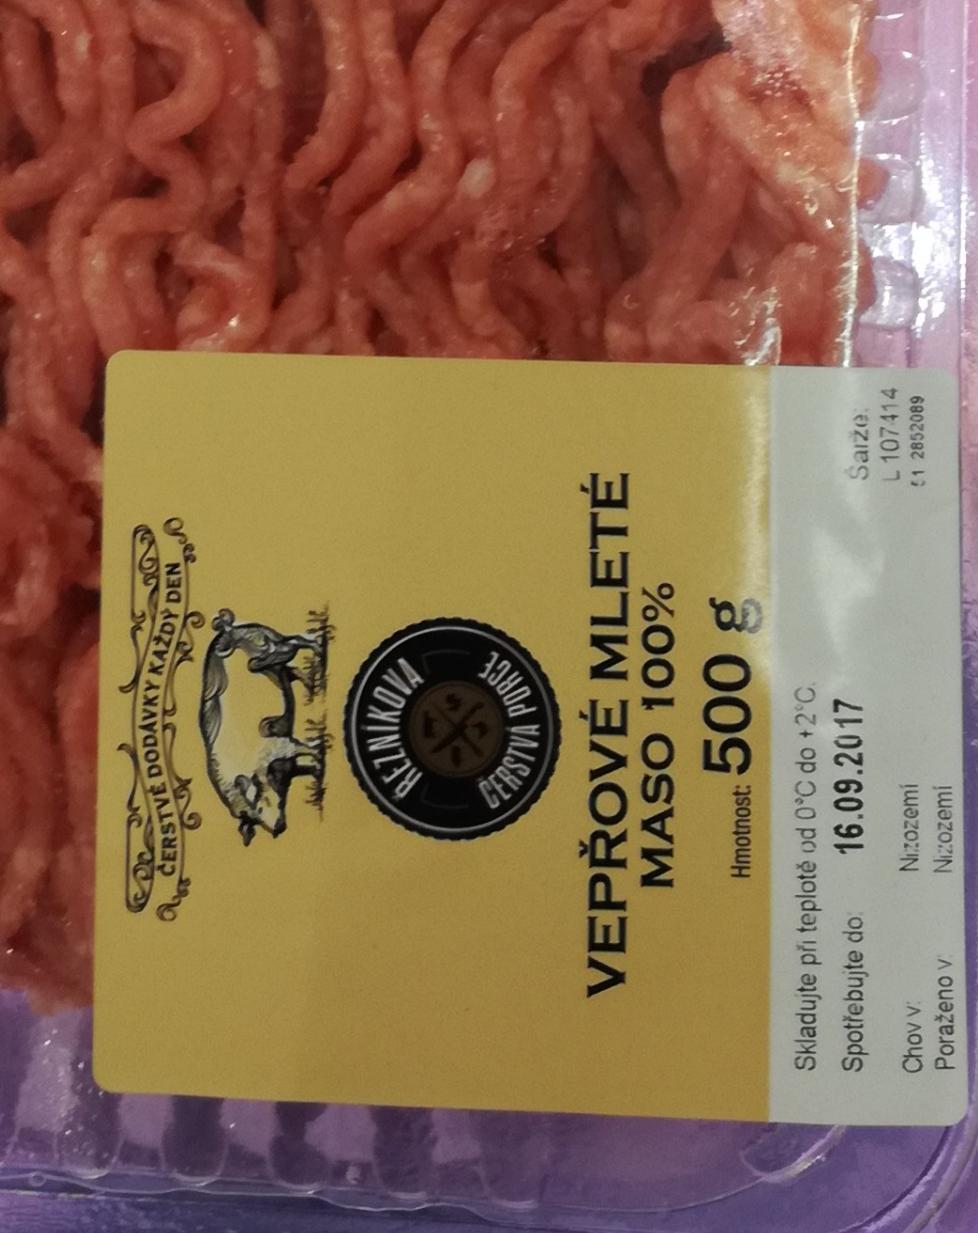 ČERSTVÉ DODÁVKY KAŽDÝ DEN
ŘEZNÍKOVA
ČERSTVÁ PORCE
VEPŘOVÉ MLETÉ
MASO 100%
Hmotnost: 500 g
Skladujte při teplotě od 0°C do +2°C.
Spotřebujte do: 16.09.2017 Šarže:
L 107414
Chov v: Nizozemí 51 2852089
Poraženo v: Nizozemí